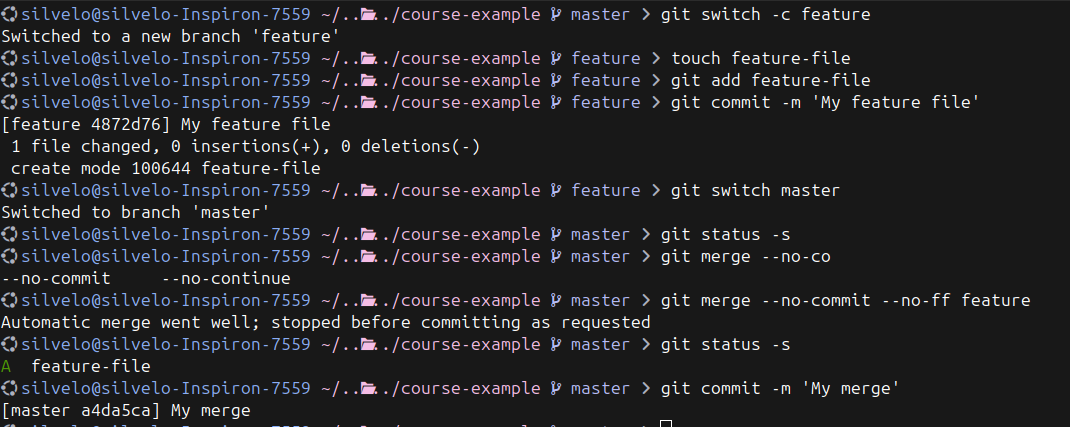 silvelo@silvelo-Inspiron-7559 ~/..../course-example master > git switch -c feature
Switched to a new branch 'feature'
silvelo@silvelo-Inspiron-7559 ~/..../course-example feature > touch feature-file
silvelo@silvelo-Inspiron-7559 ~/..../course-example feature > git add feature-file
silvelo@silvelo-Inspiron-7559 ~/..../course-example feature > git commit -m 'My feature file'
[feature 4872d76] My feature file
 1 file changed, 0 insertions(+), 0 deletions(-)
 create mode 100644 feature-file
silvelo@silvelo-Inspiron-7559 ~/..../course-example feature > git switch master
Switched to branch 'master'
silvelo@silvelo-Inspiron-7559 ~/..../course-example master > git status -s
silvelo@silvelo-Inspiron-7559 ~/..../course-example master > git merge --no-co
--no-commit     --no-continue
silvelo@silvelo-Inspiron-7559 ~/..../course-example master > git merge --no-commit --no-ff feature
Automatic merge went well; stopped before committing as requested
silvelo@silvelo-Inspiron-7559 ~/..../course-example master > git status -s
A  feature-file
silvelo@silvelo-Inspiron-7559 ~/..../course-example master > git commit -m 'My merge'
[master a4da5ca] My merge